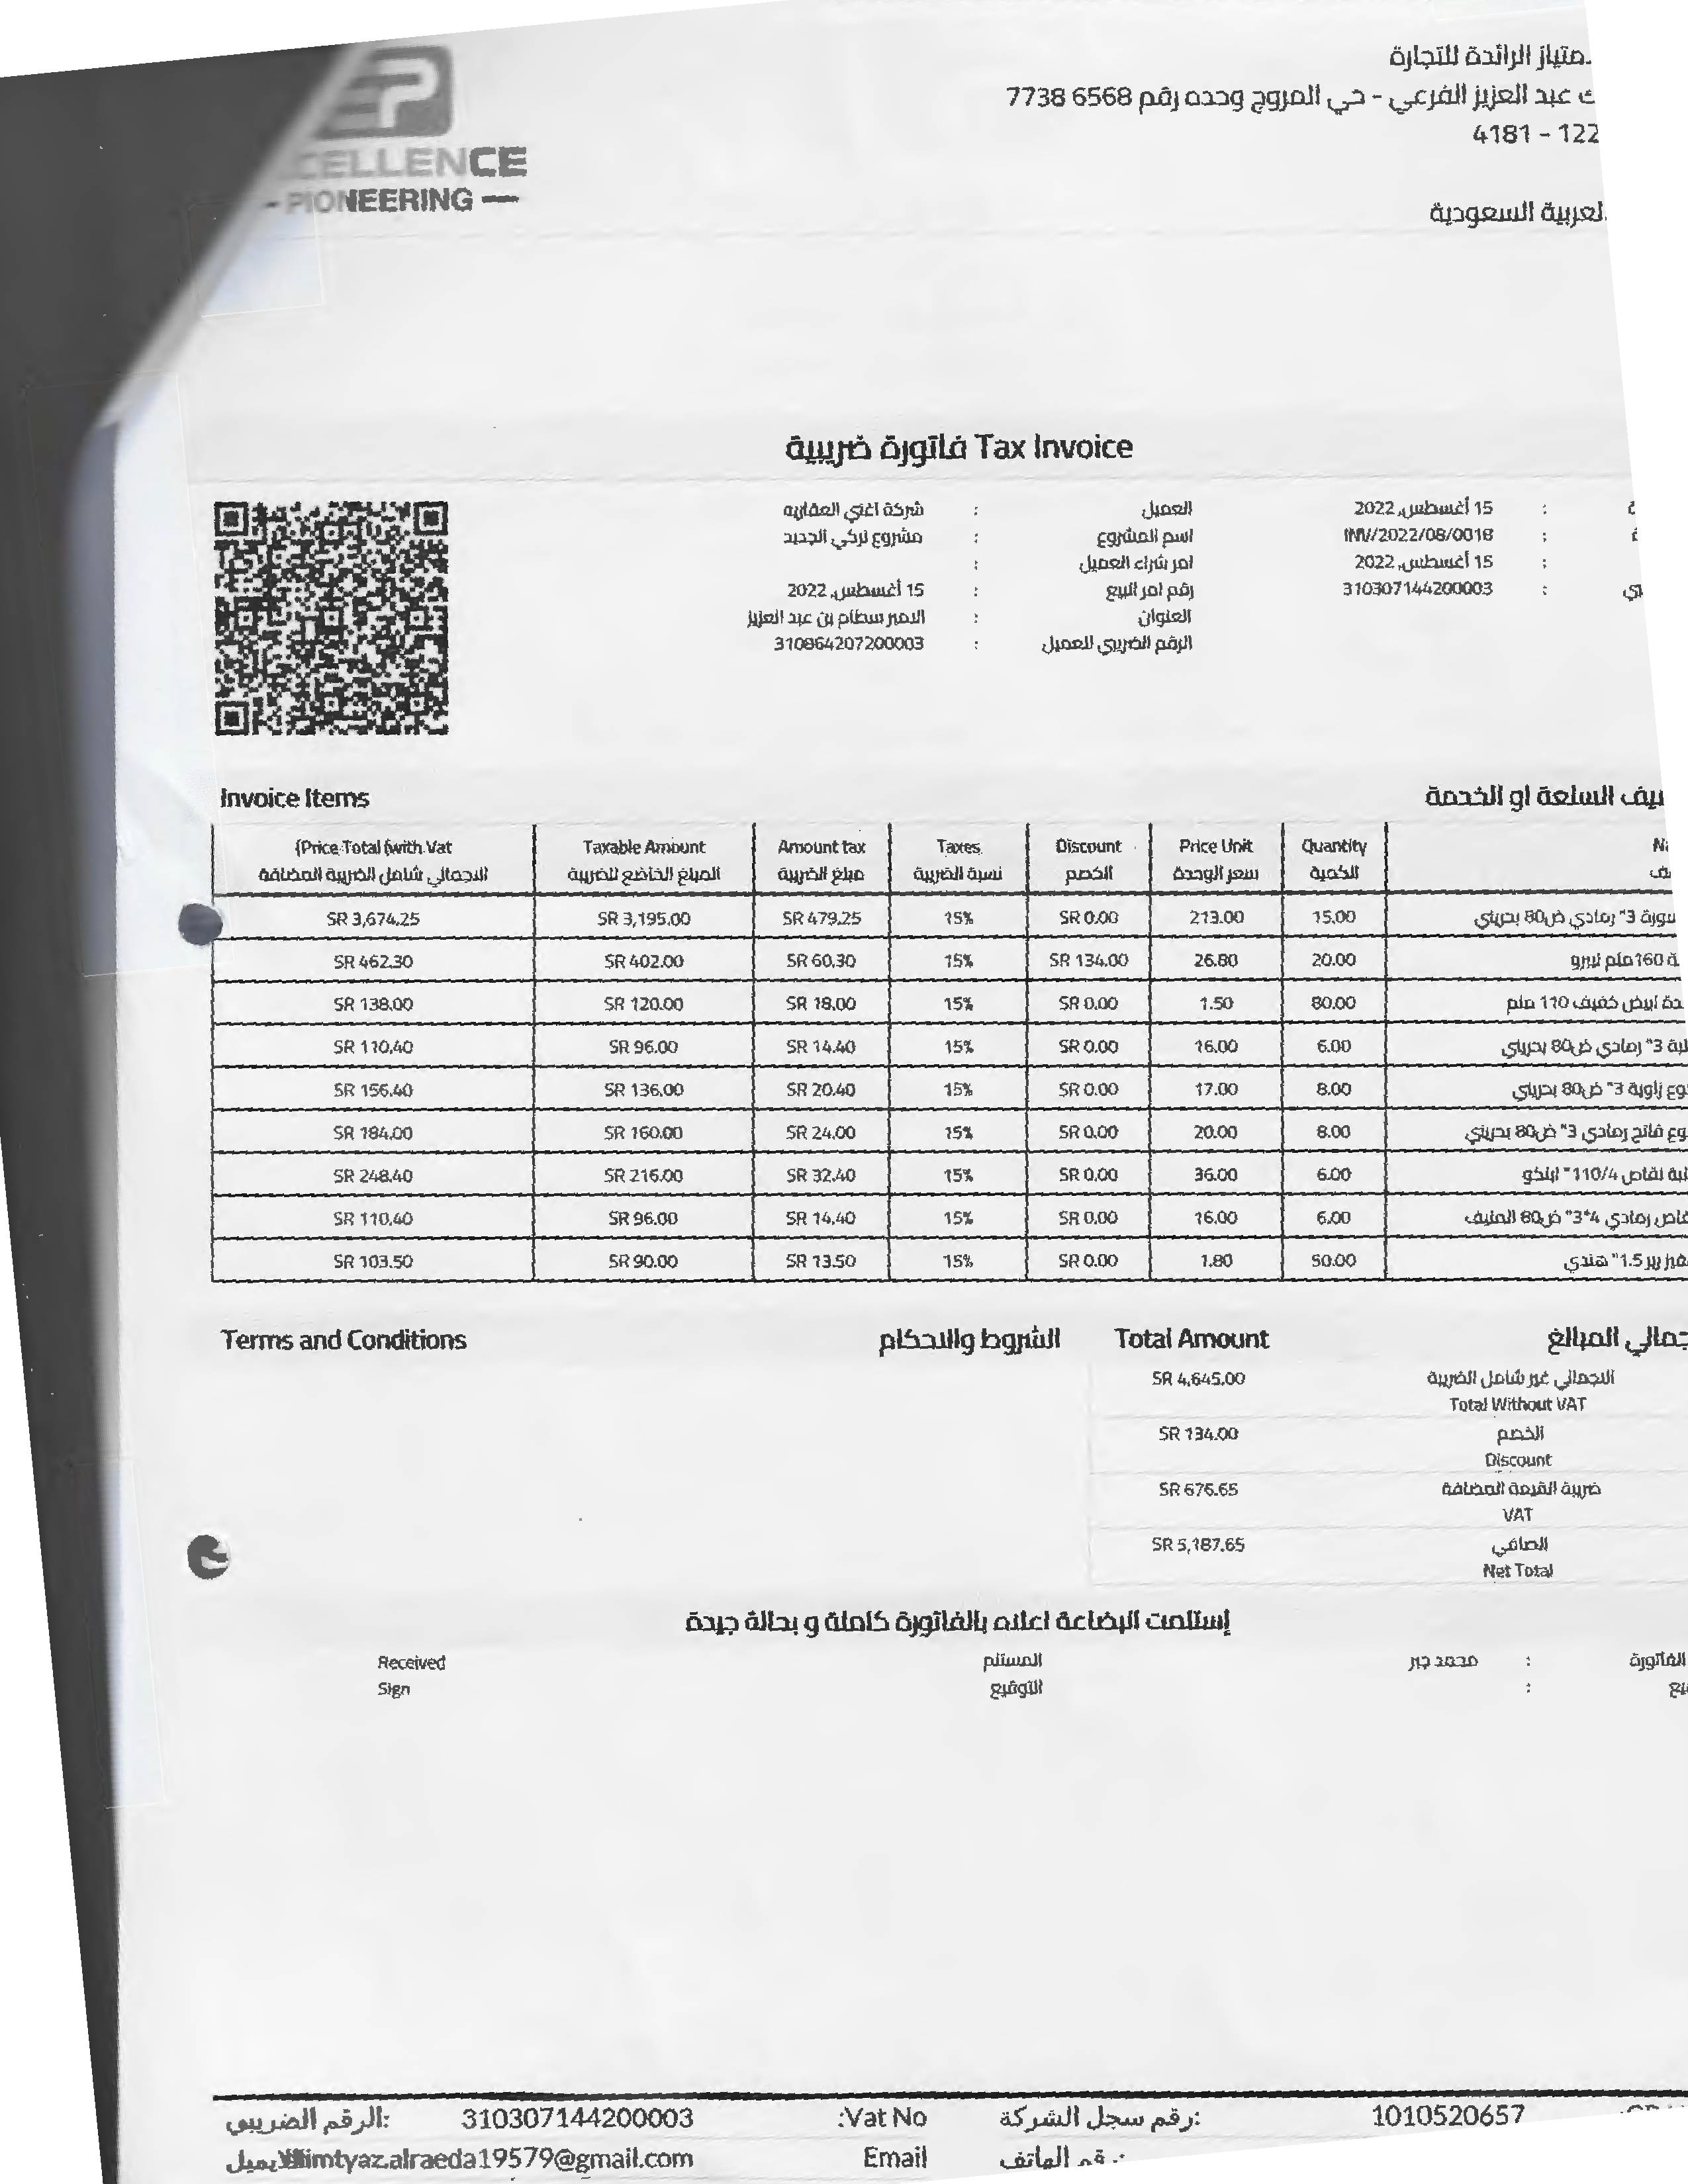 CELLENCE
- PIONEERING —
متياز الرائدة للتجارة
ك عبد العزيز الفرعي - حي المروج وحده رقم 6568 7738
4181 - 122
لعربية السعودية
فاتورة ضريبية Tax Invoice
15 أغسطس, 2022 : العميل : شركة اغني العقاريه
INV//2022/08/0018 : اسم المشروع : مشروع تركي الجديد
15 أغسطس, 2022 : امر شراء العميل :
310307144200003 : رقم امر البيع : 15 أغسطس, 2022
العنوان : الامير سطام بن عبد العزيز
الرقم الضريبي للعميل : 310864207200003
Invoice Items يف السلعة او الخدمة
(Price Total (with Vat Taxable Amount Amount tax Taxes Discount Price Unit Quantity
الاجمالي شامل الضريبة المضافة المبلغ الخاضع للضريبة مبلغ الضريبة نسبة الضريبة الخصم سعر الوحدة الكمية
SR 3,674.25 SR 3,195.00 SR 479.25 15% SR 0.00 213.00 15.00 سورة 3" رمادي ض80 بحريني
SR 462.30 SR 402.00 SR 60.30 15% SR 134.00 26.80 20.00 ة 160ملم نيبرو
SR 138.00 SR 120.00 SR 18.00 15% SR 0.00 1.50 80.00 دة ابيض خفيف 110 ملم
SR 110.40 SR 96.00 SR 14.40 15% SR 0.00 16.00 6.00 لبة 3" رمادي ض80 بحريني
SR 156.40 SR 136.00 SR 20.40 15% SR 0.00 17.00 8.00 وع زاوية 3" ض80 بحريني
SR 184.00 SR 160.00 SR 24.00 15% SR 0.00 20.00 8.00 وع فاتح رمادي 3" ض80 بحريني
SR 248.40 SR 216.00 SR 32.40 15% SR 0.00 36.00 6.00 لبة نقاص 110/4" ابلكو
SR 110.40 SR 96.00 SR 14.40 15% SR 0.00 16.00 6.00 قاص رمادي 4*3" ض80 المنيف
SR 103.50 SR 90.00 SR 13.50 15% SR 0.00 1.80 50.00 فيز برر 1.5" هندي
Terms and Conditions الشروط والاحكام Total Amount جمالي المبالغ
SR 4,645.00 الاجمالي غير شامل الضريبة
Total Without VAT
SR 134.00 الخصم
Discount
SR 676.65 ضريبة القيمة المضافة
VAT
SR 5,187.65 الصافي
Net Total
إستلمت البضاعة اعلاه بالفاتورة كاملة و بحالة جيدة
الفاتورة : محمد جبر المستلم Received
يع : التوقيع Sign
1010520657 رقم سجل الشركة: Vat No: 310307144200003 الرقم الضريبي:
رقم الهاتف: Email imtyaz.alraeda19579@gmail.com الايميل